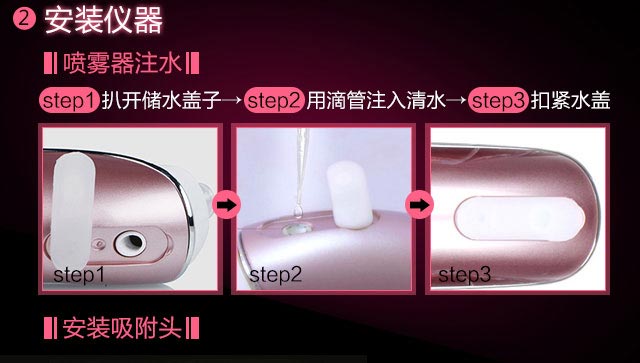 2 安装仪器
喷雾器注水
step1 扒开储水盖子→ step2 用滴管注入清水→ step3 扣紧水盖
step1 step2 step3
安装吸附头